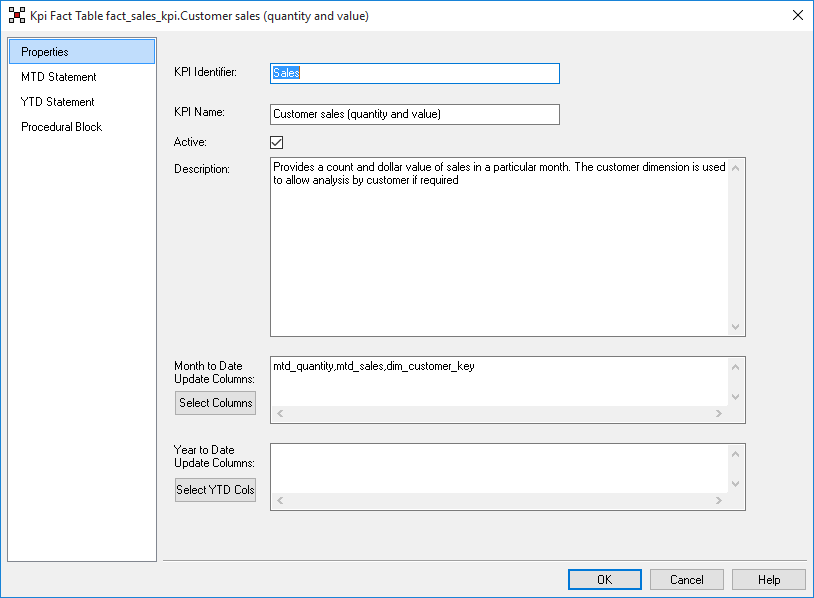 Kpi Fact Table fact_sales_kpi.Customer sales (quantity and value)
Properties
MTD Statement
YTD Statement
Procedural Block
KPI Identifier:
Sales
KPI Name:
Customer sales (quantity and value)
Active:
Description:
Provides a count and dollar value of sales in a particular month. The customer dimension is used
to allow analysis by customer if required
Month to Date
Update Columns:
mtd_quantity,mtd_sales,dim_customer_key
Select Columns
Year to Date
Update Columns:
Select YTD Cols
OK
Cancel
Help